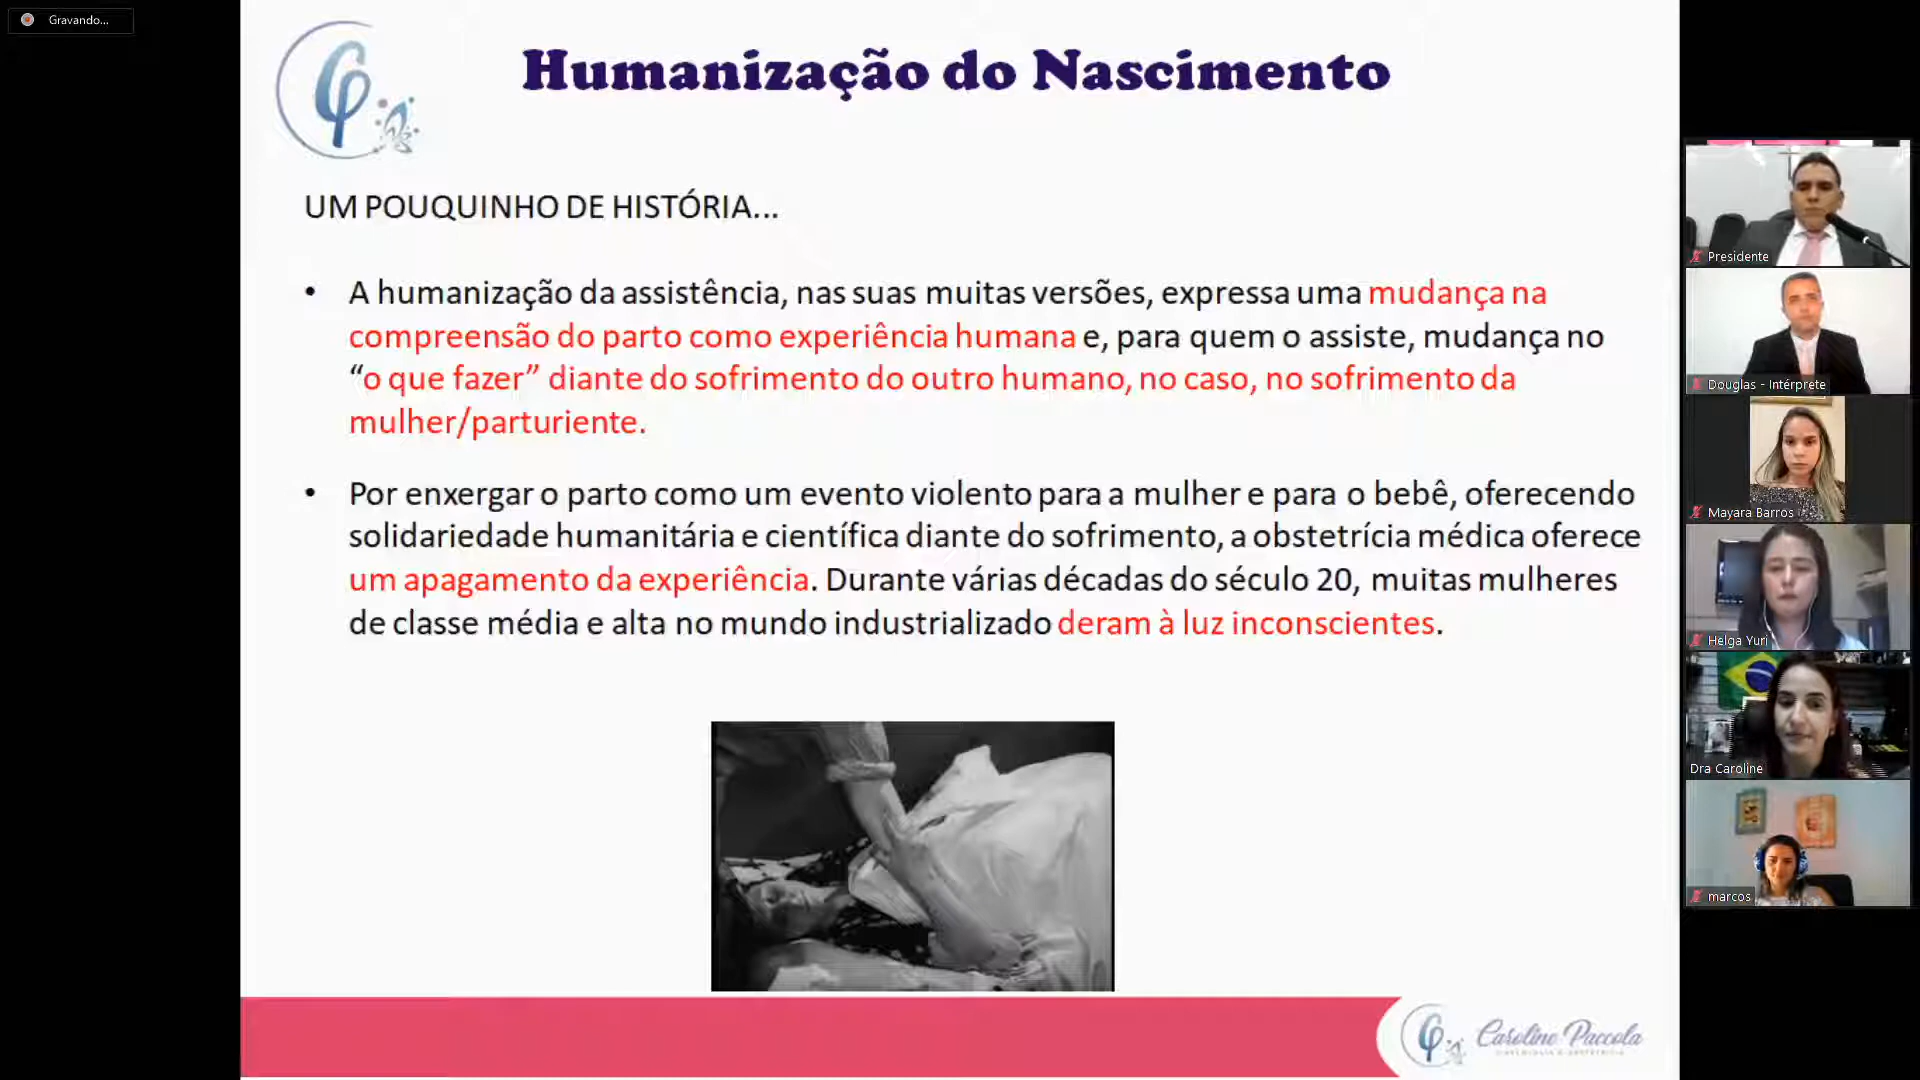 Gravando...
Humanização do Nascimento
UM POUQUINHO DE HISTÓRIA...
• A humanização da assistência, nas suas muitas versões, expressa uma mudança na
compreensão do parto como experiência humana e, para quem o assiste, mudança no
“o que fazer” diante do sofrimento do outro humano, no caso, no sofrimento da
mulher/parturiente.
• Por enxergar o parto como um evento violento para a mulher e para o bebê, oferecendo
solidariedade humanitária e científica diante do sofrimento, a obstetrícia médica oferece
um apagamento da experiência. Durante várias décadas do século 20, muitas mulheres
de classe média e alta no mundo industrializado deram à luz inconscientes.
Caroline Paccola
Presidente
Douglas - Intérprete
Mayara Barros
Helga Yuri
Dra Caroline
marcos